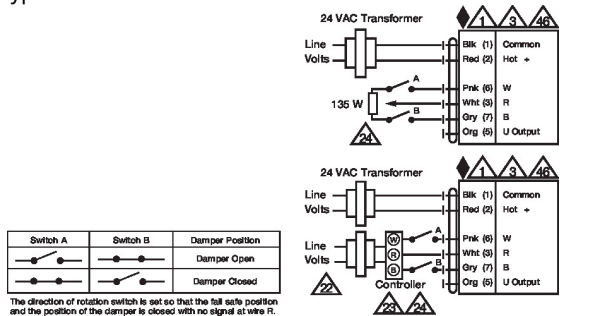 24 VAC Transformer
1 3 46
Line
Volts
Blk (1) Common
Red (2) Hot +
A
Pnk (6) W
135 W
Wht (3) R
B
Gry (7) B
Org (5) U Output
24
24 VAC Transformer
1 3 46
Line
Volts
Blk (1) Common
Red (2) Hot +
A
W
Pnk (6) W
Line
Volts
R
Wht (3) R
B
B
Gry (7) B
Org (5) U Output
22
Controller
23 24
Switch A Switch B Damper Position
Damper Open
Damper Closed
The direction of rotation switch is set so that the fail safe position
and the position of the damper is closed with no signal at wire R.